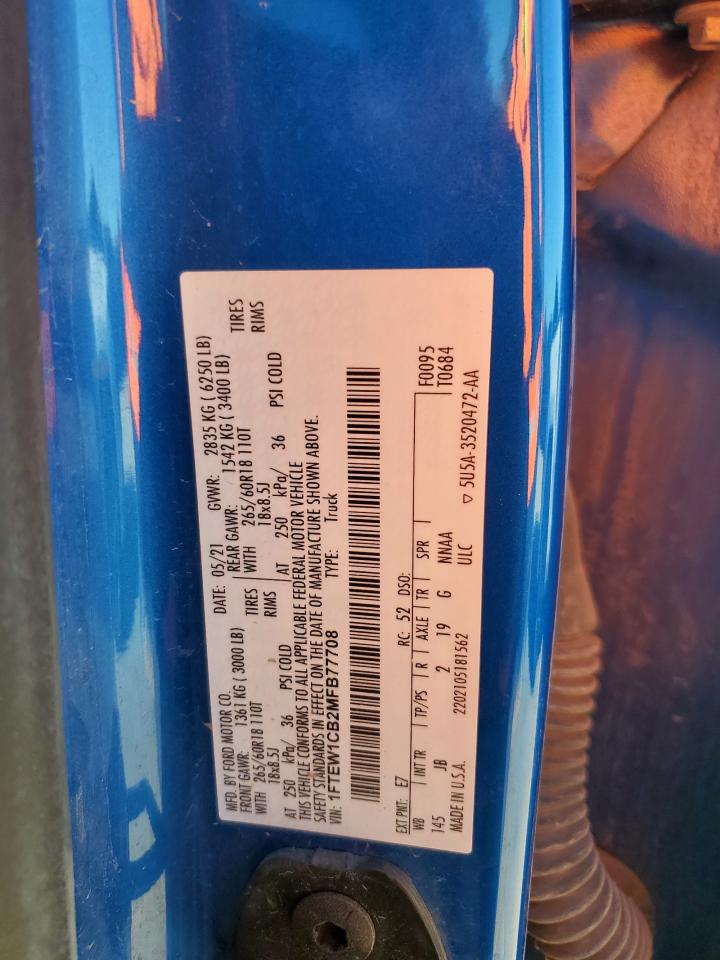 MFD. BY FORD MOTOR CO.
DATE: 05/21 GVWR: 2835 KG ( 6250 LB)
FRONT GAWR: 1361 KG ( 3000 LB) REAR GAWR: 1542 KG ( 3400 LB)
WITH 265/60R18 110T TIRES WITH 265/60R18 110T TIRES
18x8.5J RIMS 18x8.5J RIMS
AT 250 kPa/ 36 PSI COLD AT 250 kPa/ 36 PSI COLD
THIS VEHICLE CONFORMS TO ALL APPLICABLE FEDERAL MOTOR VEHICLE
SAFETY STANDARDS IN EFFECT ON THE DATE OF MANUFACTURE SHOWN ABOVE.
VIN: 1FTEW1CB2MFB77708 TYPE: Truck
EXT PNT: E7 RC: 52 DSO: F0095
WB INT TR TP/PS R AXLE TR SPR T0684
145 JB 2 19 G NNAA
MADE IN U.S.A. 2202105181562 ULC ▽ 5U5A-3520472-AA